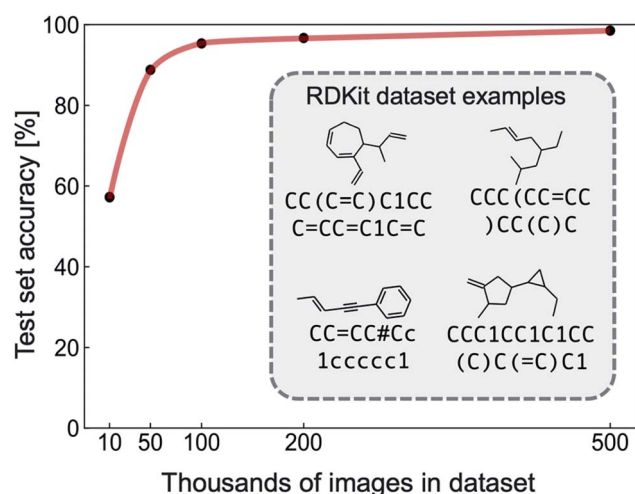 100
80
60
40
20
0
Test set accuracy [%]
RDKit dataset examples
CC(C=C)C1CC
C=CC=C1C=C
CCC(CC=CC
)CC(C)C
CC=CC#Cc
1ccccc1
CCC1CC1C1CC
(C)C(=C)C1
10 50 100 200 500
Thousands of images in dataset